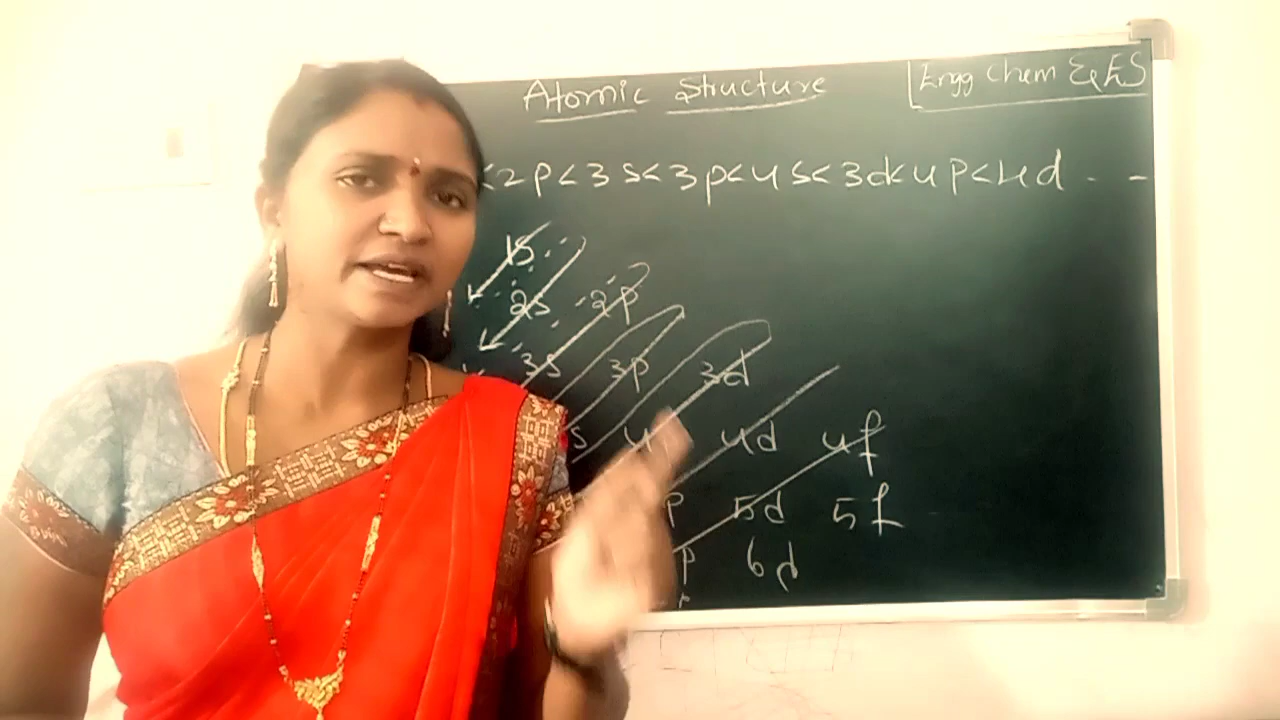 Atomic Structure
Engg Chem & ES
<2p<3s<3p<4s<3d<4p<4d - -
1s
2s 2p
3s 3p 3d
s 4 4d 4f
p 5d 5f
p 6d